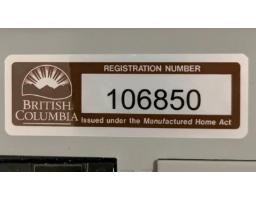 REGISTRATION NUMBER
106850
BRITISH
COLUMBIA
Issued under the Manufactured Home Act